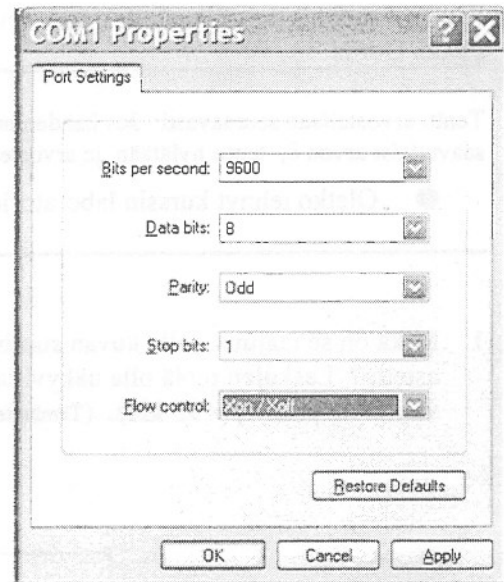 COM1 Properties
Port Settings
Bits per second: 9600
Data bits: 8
Parity: Odd
Stop bits: 1
Flow control: Xon / Xoff
Restore Defaults
OK Cancel Apply